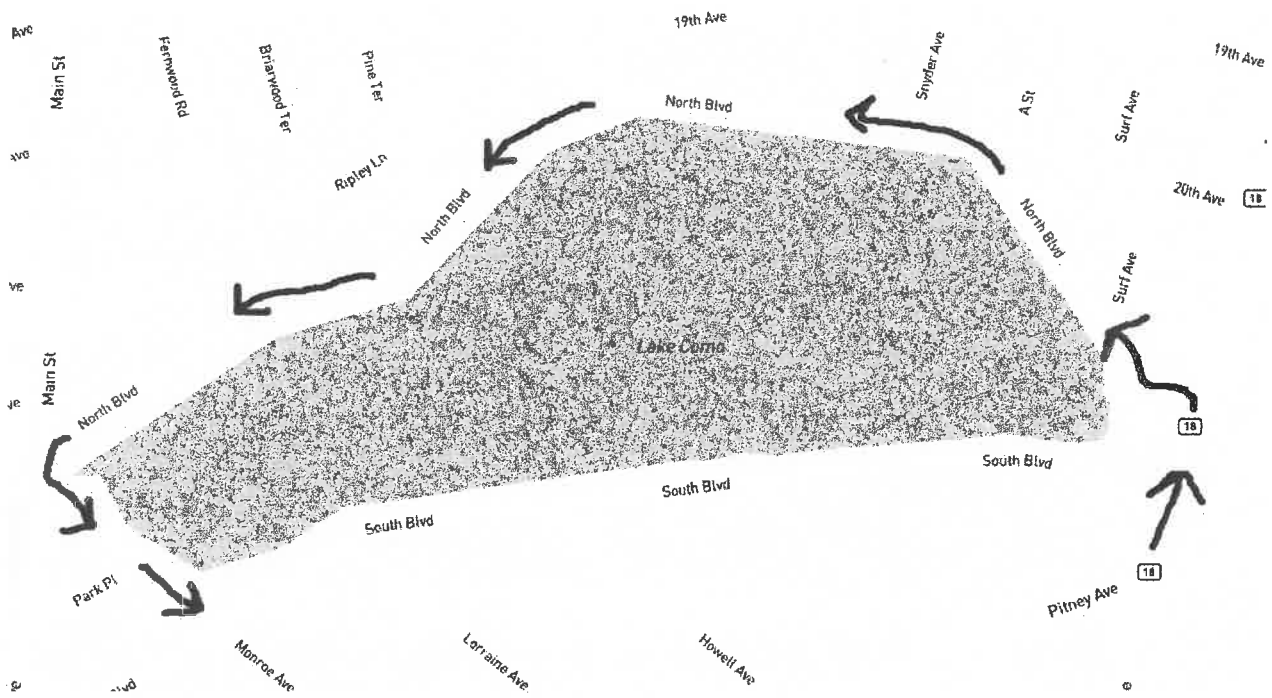 19th Ave
Ave
Main St
Fernwood Rd
Briarwood Ter
Pine Ter
Snyder Ave
19th Ave
North Blvd
A St
Surf Ave
Ripley Ln
20th Ave
18
North Blvd
North Blvd
Surf Ave
Lake Como
Main St
North Blvd
18
South Blvd
South Blvd
South Blvd
18
Park Pl
Pitney Ave
Monroe Ave
Lorraine Ave
Howell Ave